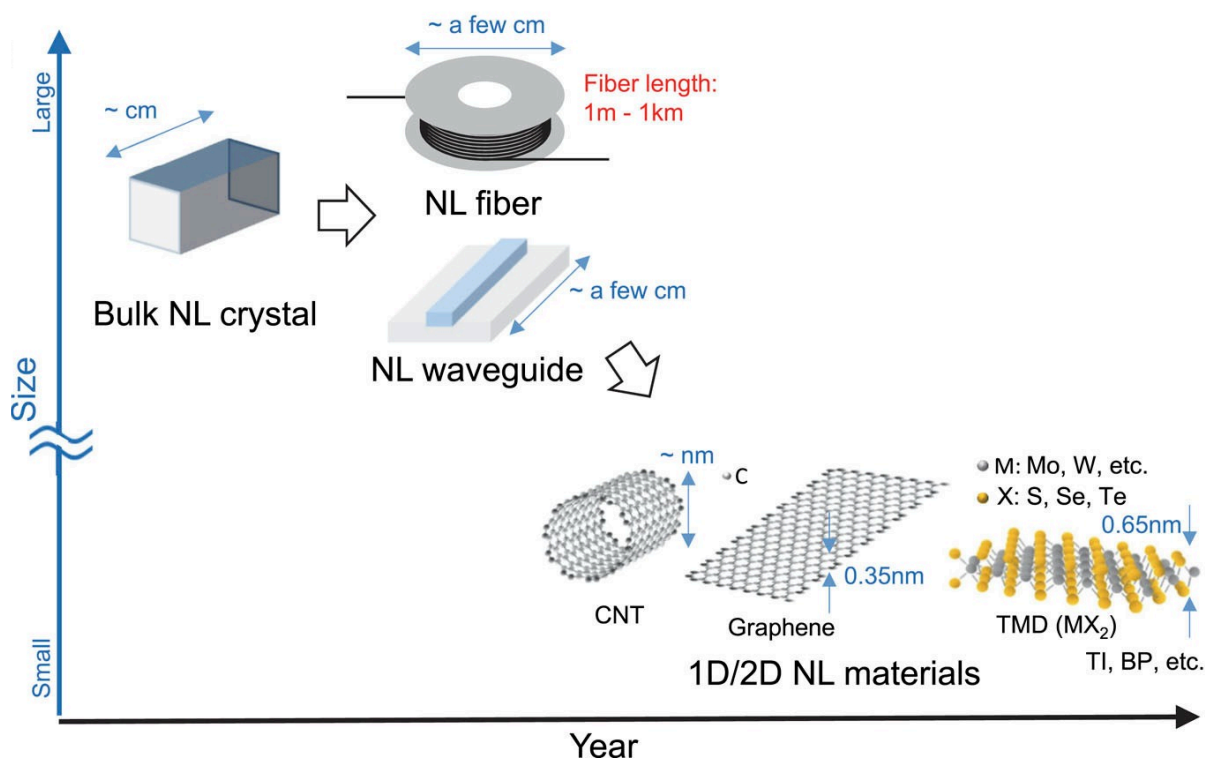 Large
Size
Small
~ cm
Bulk NL crystal
~ a few cm
Fiber length:
1m - 1km
NL fiber
~ a few cm
NL waveguide
~ nm
CNT
C
0.35nm
Graphene
M: Mo, W, etc.
X: S, Se, Te
0.65nm
TMD (MX₂)
TI, BP, etc.
1D/2D NL materials
Year